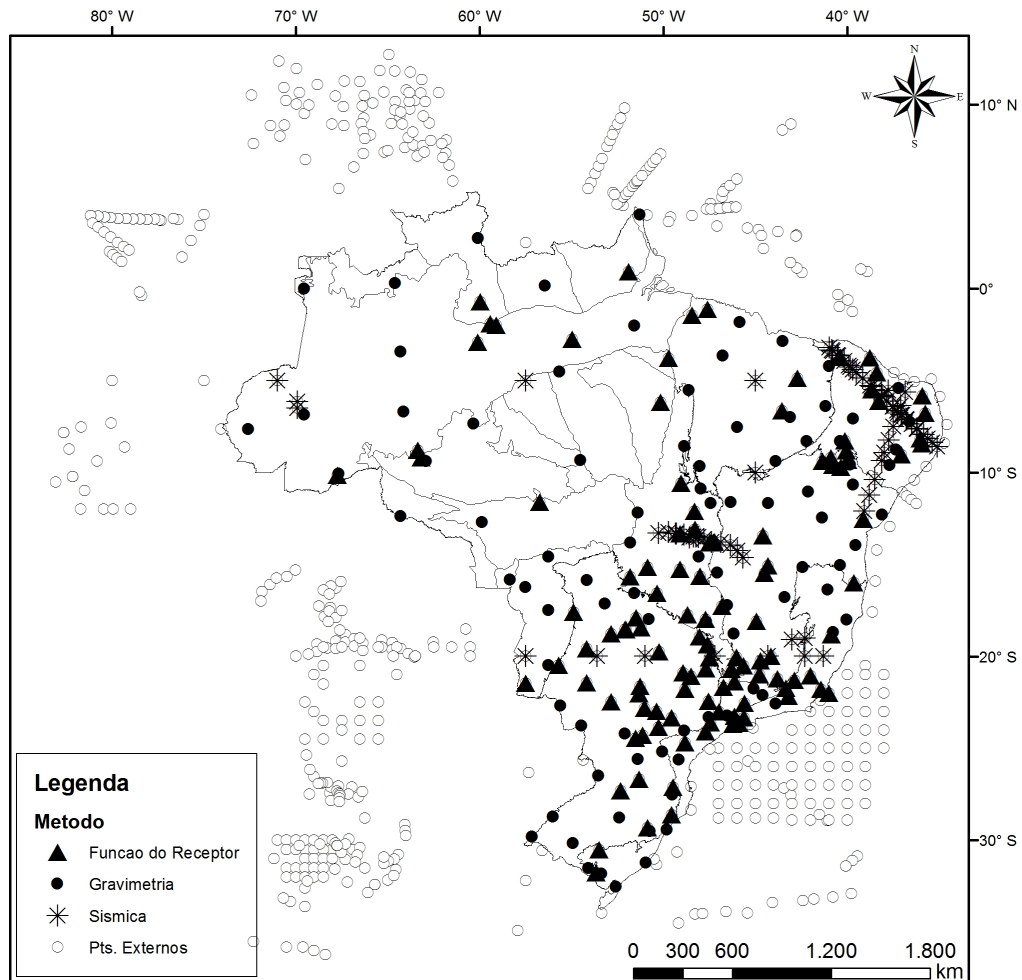 80° W 70° W 60° W 50° W 40° W
N
W E
S
10° N
0°
10° S
20° S
30° S
Legenda
Metodo
Funcao do Receptor
Gravimetria
Sismica
Pts. Externos
0 300 600 1.200 1.800
km